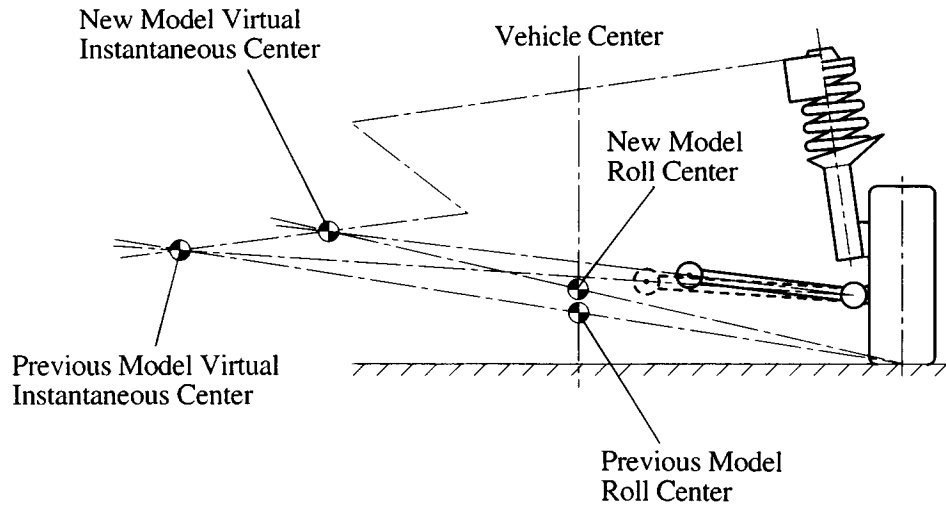 New Model Virtual
Instantaneous Center
Vehicle Center
New Model
Roll Center
Previous Model Virtual
Instantaneous Center
Previous Model
Roll Center